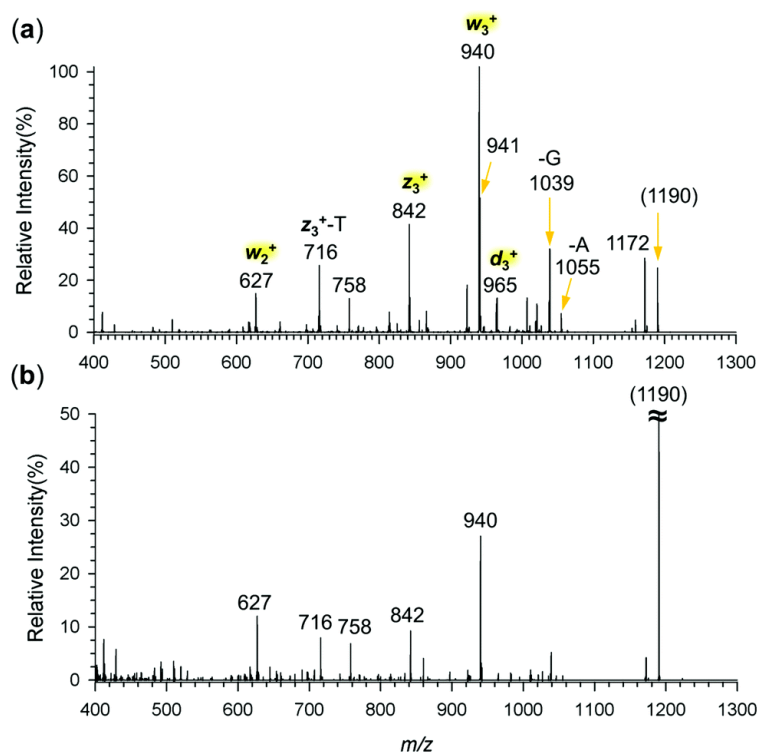 (a)
w3+
940
100
80
60
40
20
0
941
-G
1039
(1190)
z3+
842
z3+-T
716
-A
1055
1172
w2+
627
758
d3+
965
Relative Intensity(%)
400 500 600 700 800 900 1000 1100 1200 1300
(b)
(1190)
≈
50
40
30
20
10
0
940
627
716
758
842
Relative Intensity(%)
400 500 600 700 800 900 1000 1100 1200 1300
m/z